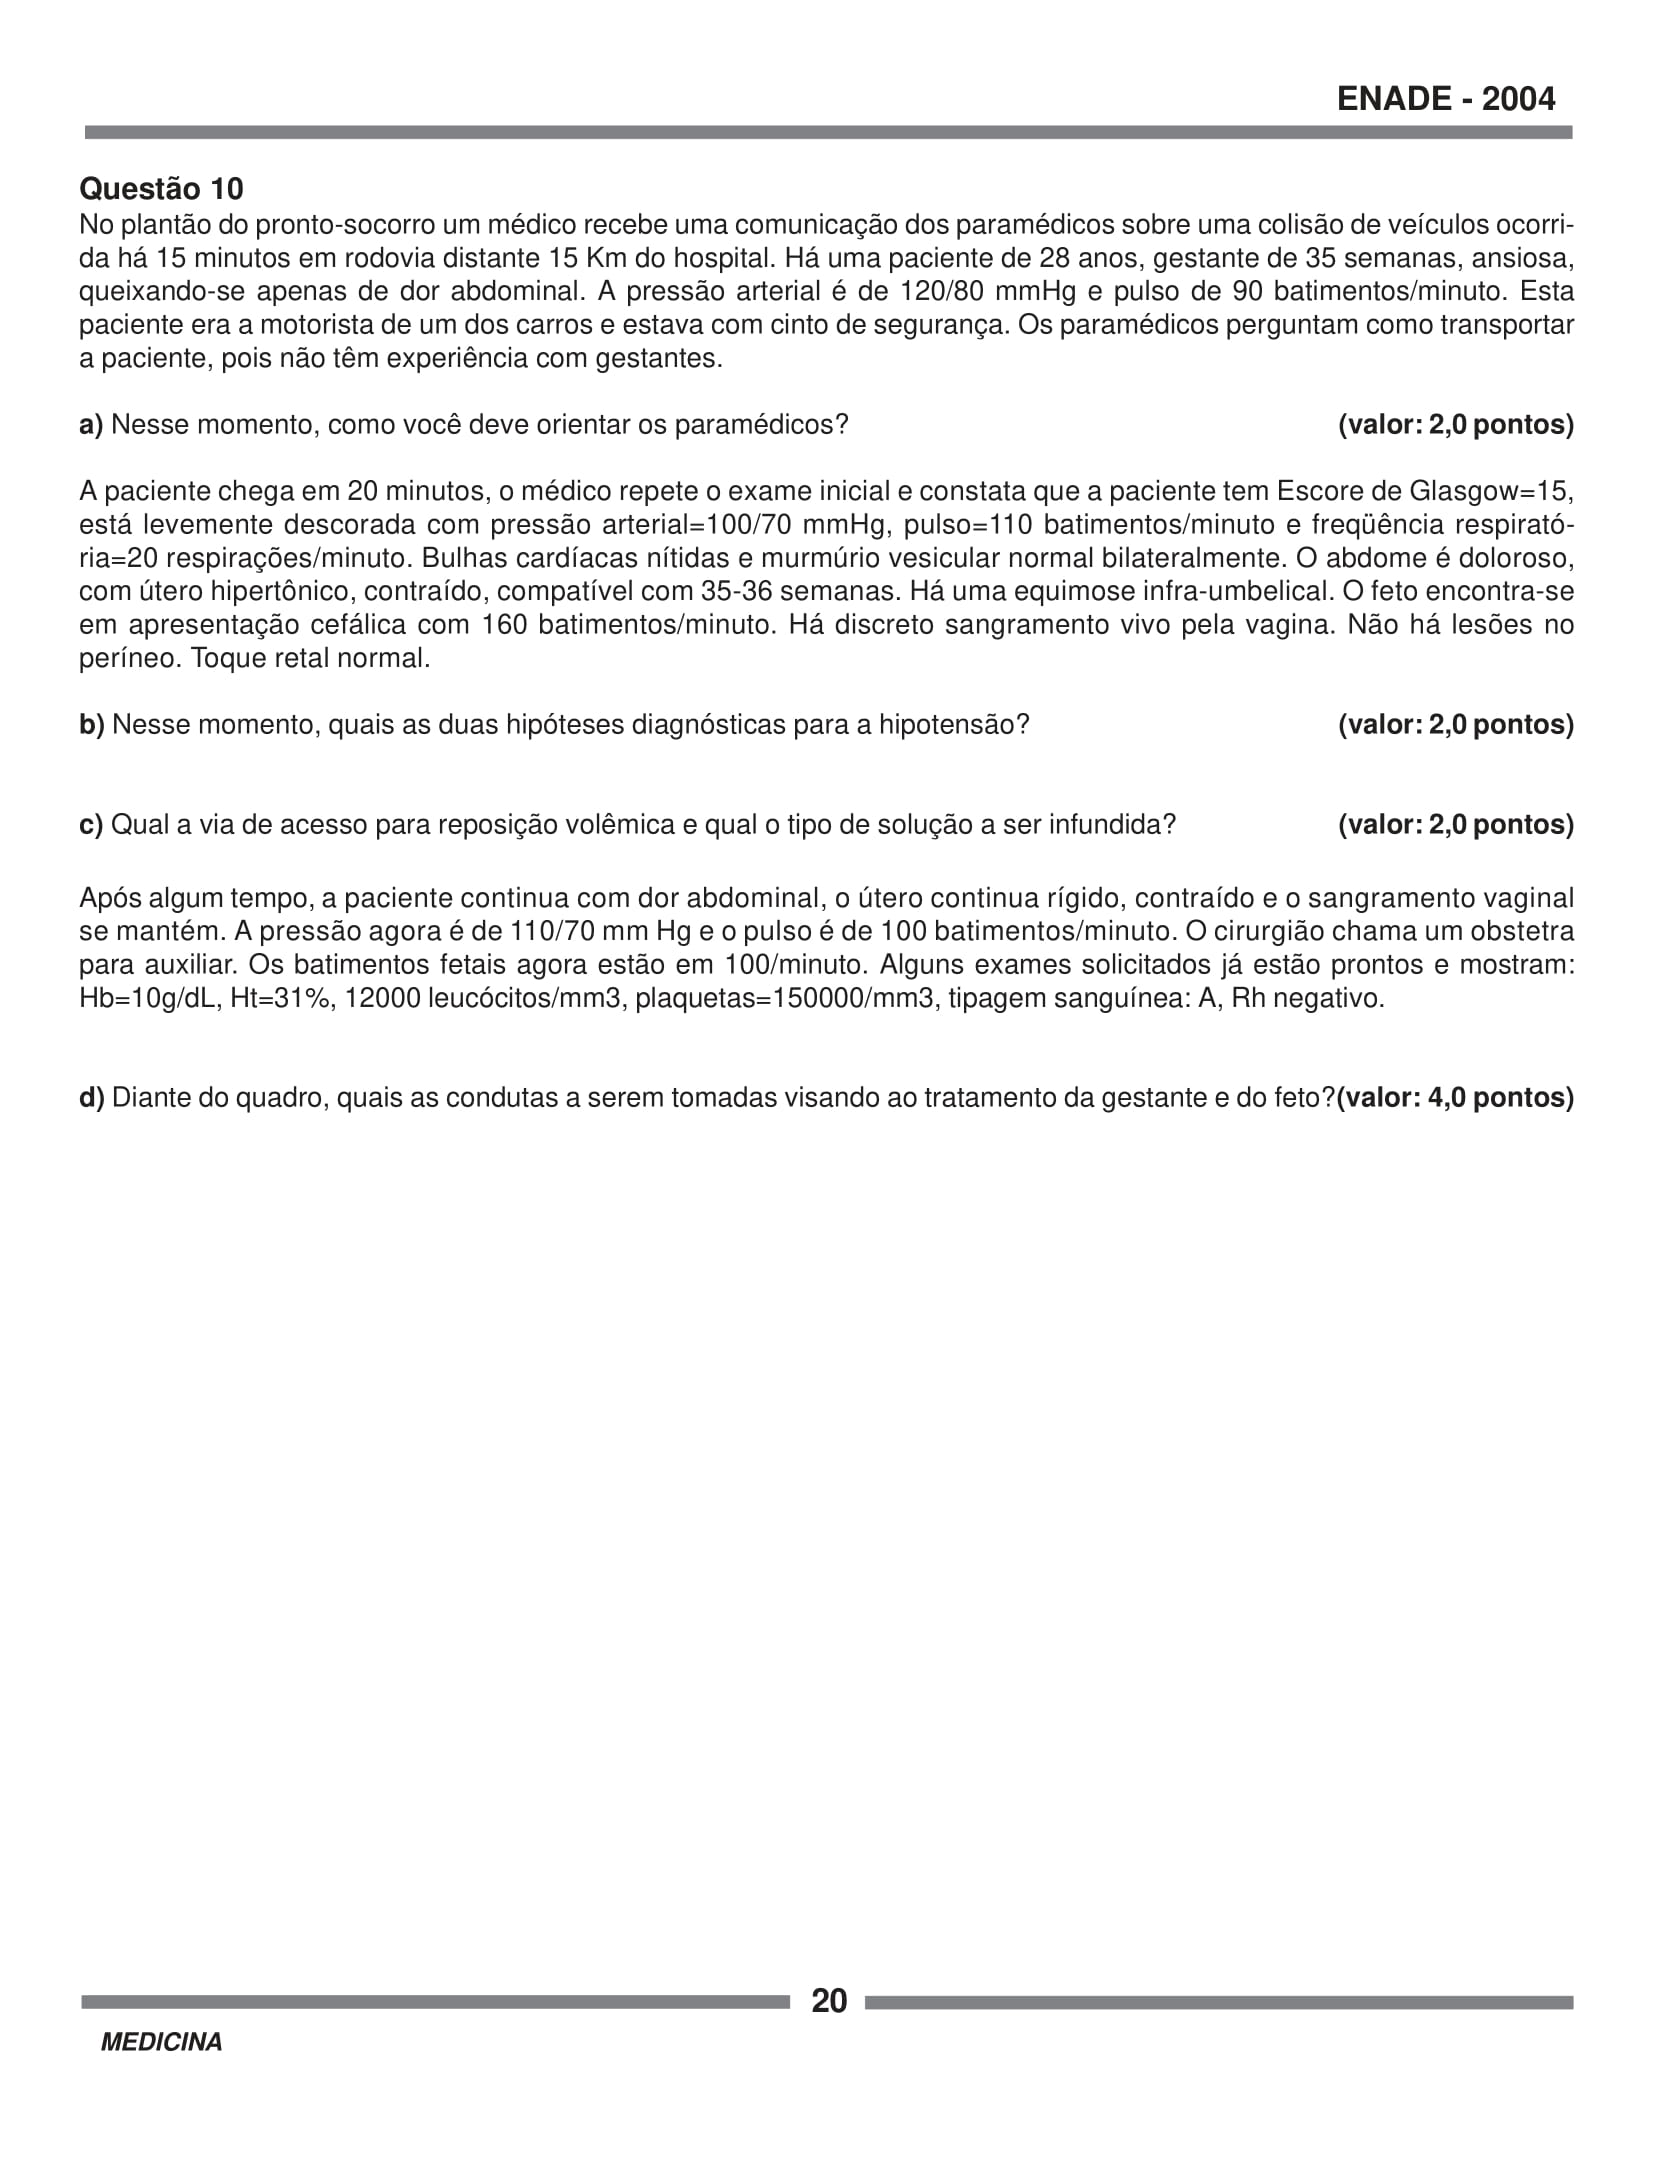 ENADE - 2004
Questão 10
No plantão do pronto-socorro um médico recebe uma comunicação dos paramédicos sobre uma colisão de veículos ocorri-
da há 15 minutos em rodovia distante 15 Km do hospital. Há uma paciente de 28 anos, gestante de 35 semanas, ansiosa,
queixando-se apenas de dor abdominal. A pressão arterial é de 120/80 mmHg e pulso de 90 batimentos/minuto. Esta
paciente era a motorista de um dos carros e estava com cinto de segurança. Os paramédicos perguntam como transportar
a paciente, pois não têm experiência com gestantes.
a) Nesse momento, como você deve orientar os paramédicos? (valor: 2,0 pontos)
A paciente chega em 20 minutos, o médico repete o exame inicial e constata que a paciente tem Escore de Glasgow=15,
está levemente descorada com pressão arterial=100/70 mmHg, pulso=110 batimentos/minuto e freqüência respirató-
ria=20 respirações/minuto. Bulhas cardíacas nítidas e murmúrio vesicular normal bilateralmente. O abdome é doloroso,
com útero hipertônico, contraído, compatível com 35-36 semanas. Há uma equimose infra-umbelical. O feto encontra-se
em apresentação cefálica com 160 batimentos/minuto. Há discreto sangramento vivo pela vagina. Não há lesões no
períneo. Toque retal normal.
b) Nesse momento, quais as duas hipóteses diagnósticas para a hipotensão? (valor: 2,0 pontos)
c) Qual a via de acesso para reposição volêmica e qual o tipo de solução a ser infundida? (valor: 2,0 pontos)
Após algum tempo, a paciente continua com dor abdominal, o útero continua rígido, contraído e o sangramento vaginal
se mantém. A pressão agora é de 110/70 mm Hg e o pulso é de 100 batimentos/minuto. O cirurgião chama um obstetra
para auxiliar. Os batimentos fetais agora estão em 100/minuto. Alguns exames solicitados já estão prontos e mostram:
Hb=10g/dL, Ht=31%, 12000 leucócitos/mm3, plaquetas=150000/mm3, tipagem sanguínea: A, Rh negativo.
d) Diante do quadro, quais as condutas a serem tomadas visando ao tratamento da gestante e do feto?(valor: 4,0 pontos)
20
MEDICINA